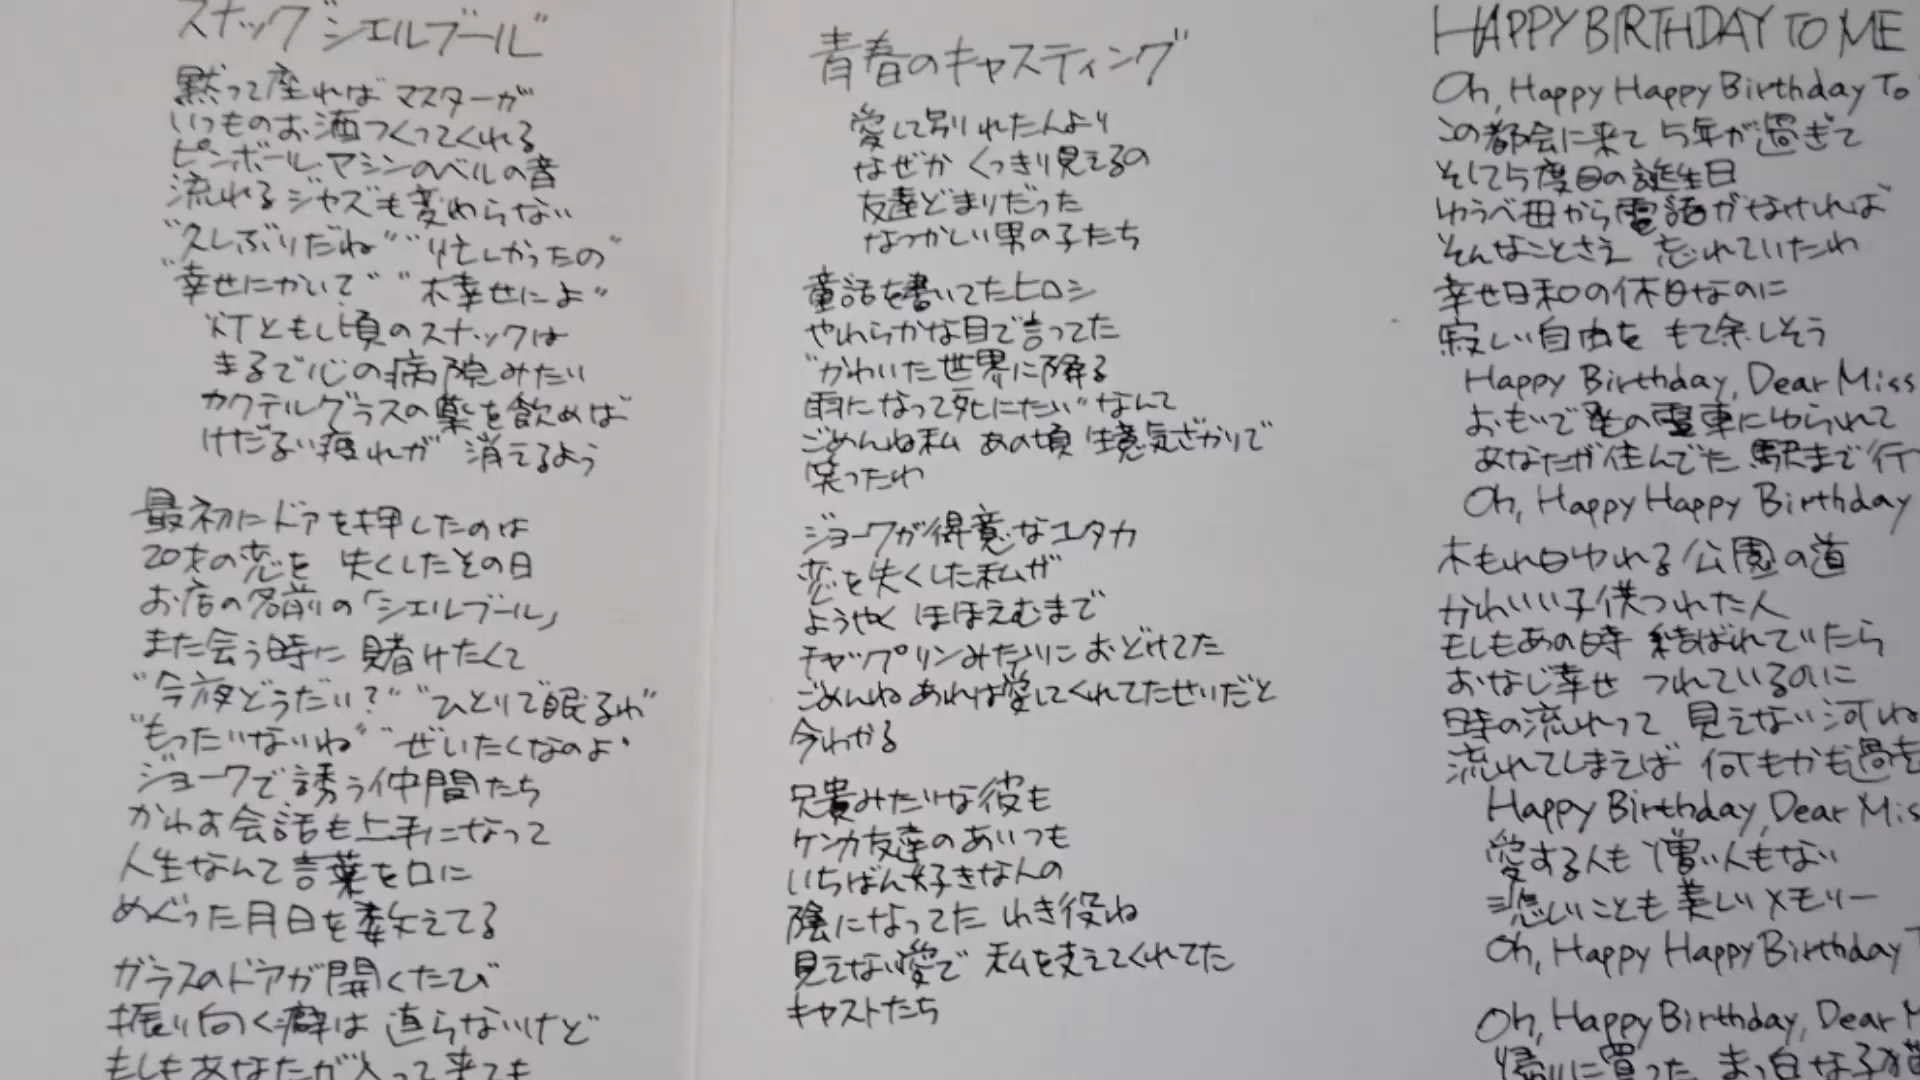 スナック"シェルブール"
黙って座ればマスターが
いつものお酒つくってくれる
ピンボール・マシンのベルの音
流れるジャズも変わらない
"久しぶりだね""忙しかったの"
"幸せにかいで""不幸せによ"
灯ともし頃のスナックは
まるで心の病院みたい
カクテルグラスの薬を飲めば
けだるい疲れが 消えるよう
最初にドアを押したのは
20才の恋を 失くしたその日
お店の名前の「シェルブール」
また会う時に 賭けたくて
"今夜どうだい?""ひとりで眠るわ"
"もったいないね""ぜいたくなのよ"
ジョークで誘う仲間たち
かわす会話も上手になって
人生なんて言葉を口に
めぐった月日を教えてる
ガラスのドアが開くたび
振り向く癖は 直らないけど
もしもあなたが入って来ても
青春のキャスティング
愛して別れたんより
なぜか くっきり見えるの
友達どまりだった
なつかしい男の子たち
童話を書いてたヒロシ
やわらかな目で言ってた
"かわいた世界に降る
雨になって死にたい"なんて
ごめんね私 あの頃 生意気ざかりで
笑ったわ
ジョークが得意なユタカ
恋を失くした私が
ようやく ほほえむまで
チャップリンみたいに おどけてた
ごめんね あれは愛してくれてたせいだと
今わかる
兄貴みたいな彼も
ケンカ友達のあいつも
いちばん好きな人の
陰になってた わき役ね
見えない愛で 私を支えてくれてた
キャストたち
HAPPY BIRTHDAY TO ME
Oh, Happy Happy Birthday To
この都会に来て 5年が過ぎて
そして5度目の誕生日
ゆうべ母から電話がなければ
そんなことさえ 忘れていたわ
幸せ日和の休日なのに
寂しい自由を もて余しそう
Happy Birthday, Dear Miss
おもいで色の電車にゆられて
あなたが住んでた 駅まで行
Oh, Happy Happy Birthday
木もれ日ゆれる公園の道
かわいい子供つれた人
もしもあの時 結ばれていたら
おなじ幸せ つれているのに
時の流れって 見えない河ね
流れてしまえば 何もかも過去
Happy Birthday, Dear Mis
愛する人も 憎い人もない
悲しいことも美しいメモリー
Oh, Happy Happy Birthday T
Oh, Happy Birthday, Dear M
帰りに買った まっ白な子猫